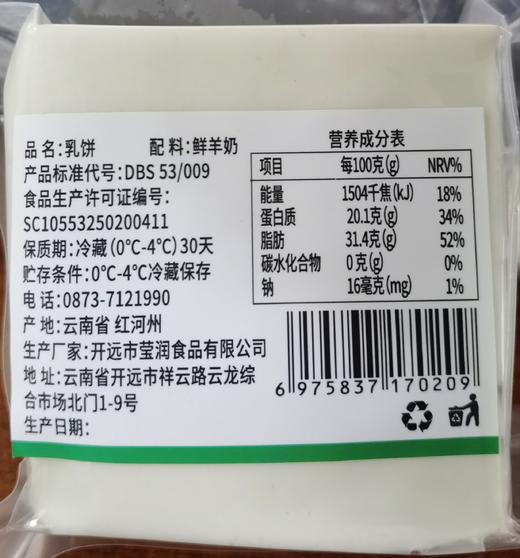 品 名:乳饼 配 料:鲜羊奶
产品标准代号:DBS 53/009
食品生产许可证编号:
SC10553250200411
保质期:冷藏(0℃-4℃)30天
贮存条件:0℃-4℃冷藏保存
电 话:0873-7121990
产 地:云南省 红河州
生产厂家:开远市莹润食品有限公司
地 址:云南省开远市祥云路云龙综
合市场北门1-9号
生产日期:
营养成分表
项目 每100克(g) NRV%
能量 1504千焦(kJ) 18%
蛋白质 20.1克(g) 34%
脂肪 31.4克(g) 52%
碳水化合物 0克(g) 0%
钠 16毫克(mg) 1%
6 975837 170209